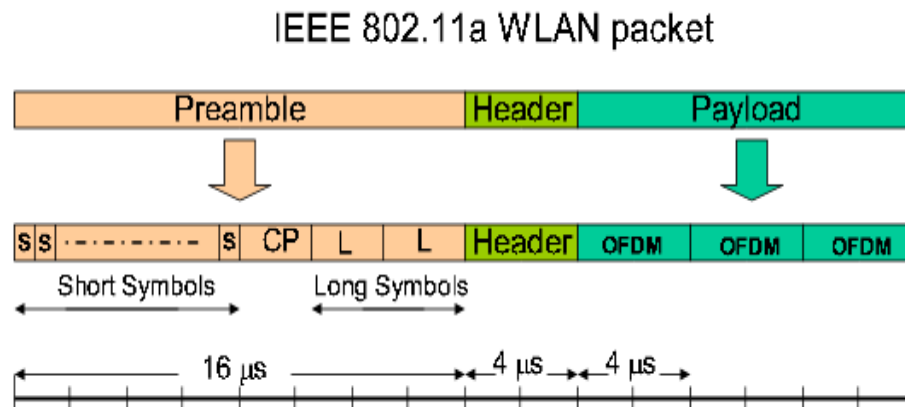 IEEE 802.11a WLAN packet
Preamble Header Payload
S S S CP L L Header OFDM OFDM OFDM
Short Symbols Long Symbols
16 μs 4 μs 4 μs